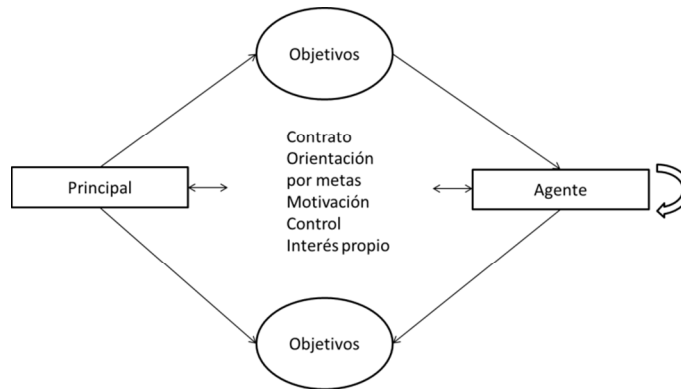 Objetivos
Contrato
Orientación
por metas
Motivación
Control
Interés propio
Principal
Agente
Objetivos